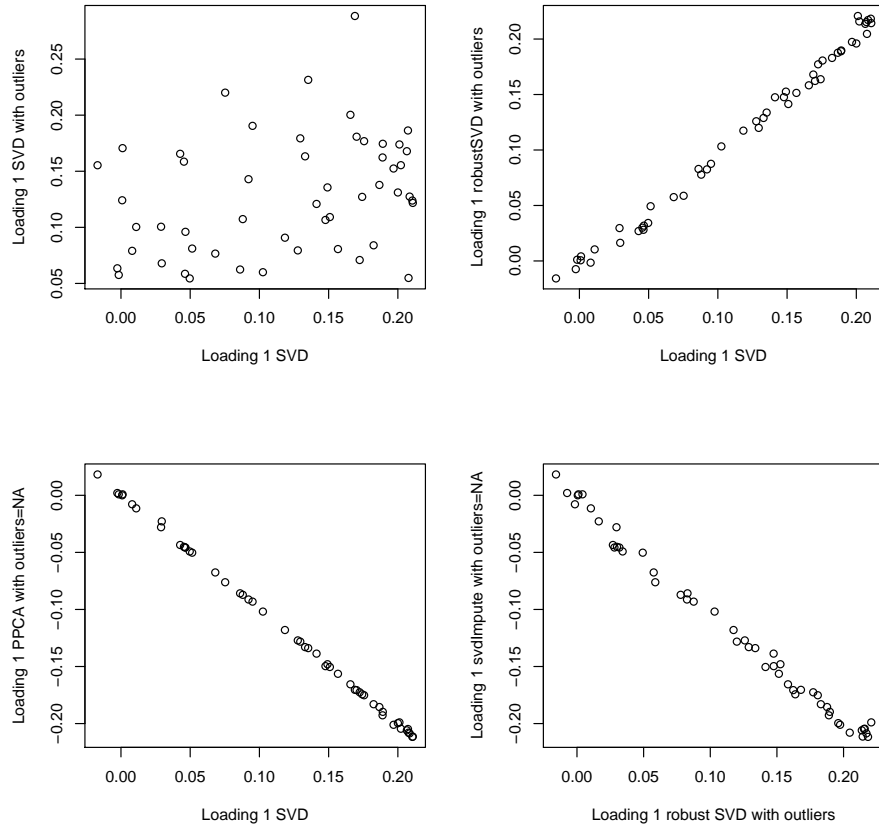 Loading 1 SVD with outliers
0.05 0.10 0.15 0.20 0.25
0.00 0.05 0.10 0.15 0.20
Loading 1 SVD
Loading 1 robustSVD with outliers
0.00 0.05 0.10 0.15 0.20
0.00 0.05 0.10 0.15 0.20
Loading 1 SVD
Loading 1 PPCA with outliers=NA
−0.20 −0.15 −0.10 −0.05 0.00
0.00 0.05 0.10 0.15 0.20
Loading 1 SVD
Loading 1 svdImpute with outliers=NA
−0.20 −0.15 −0.10 −0.05 0.00
0.00 0.05 0.10 0.15 0.20
Loading 1 robust SVD with outliers